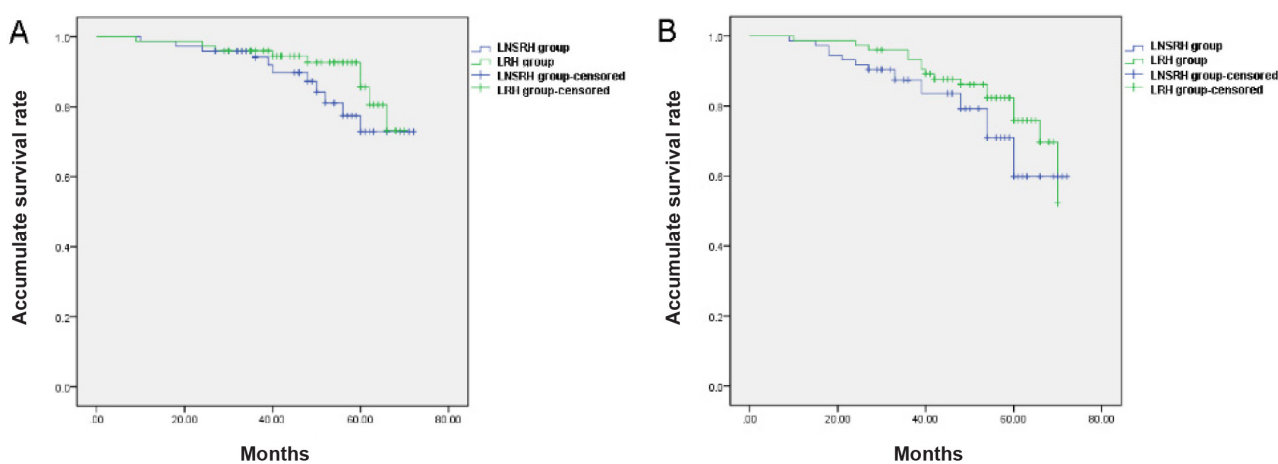 A
Accumulate survival rate
1.0
0.8
0.6
0.4
0.2
0.0
.00 20.00 40.00 60.00 80.00
Months
LNSRH group
LRH group
LNSRH group-censored
LRH group-censored
B
Accumulate survival rate
1.0
0.8
0.6
0.4
0.2
0.0
.00 20.00 40.00 60.00 80.00
Months
LNSRH group
LRH group
LNSRH group-censored
LRH group-censored